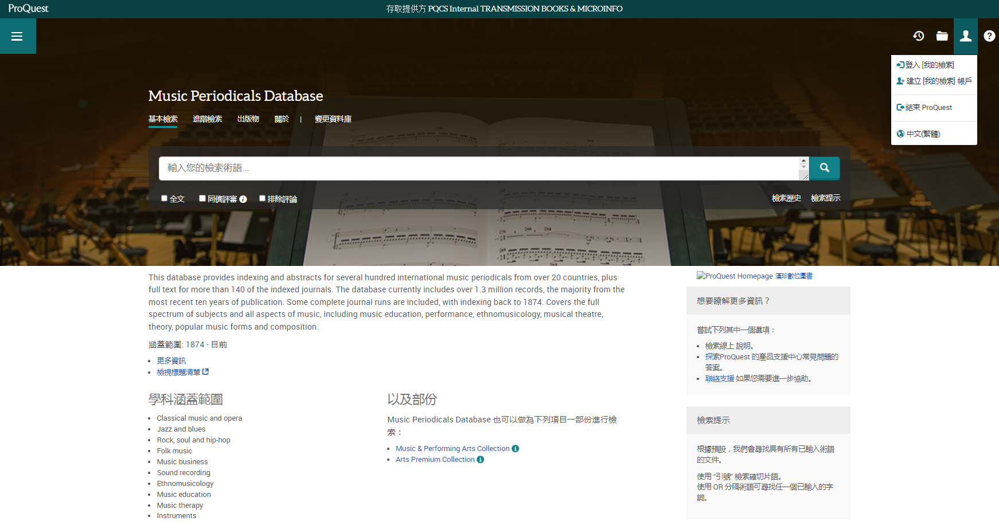 ProQuest
存取提供方 PQCS Internal TRANSMISSION BOOKS & MICROINFO
登入 [我的檢索]
建立 [我的檢索] 帳戶
結束 ProQuest
中文(繁體)
Music Periodicals Database
基本檢索 進階檢索 出版物 關於 | 變更資料庫
輸入您的檢索術語...
全文 同儕評審 排除評論 檢索歷史 檢索提示
This database provides indexing and abstracts for several hundred international music periodicals from over 20 countries, plus
full text for more than 140 of the indexed journals. The database currently includes over 1.3 million records, the majority from the
most recent ten years of publication. Some complete journal runs are included, with indexing back to 1874. Covers the full
spectrum of subjects and all aspects of music, including music education, performance, ethnomusicology, musical theatre,
theory, popular music forms and composition.
涵蓋範圍: 1874 - 目前
更多資訊
檢視標題清單
學科涵蓋範圍
Classical music and opera
Jazz and blues
Rock, soul and hip-hop
Folk music
Music business
Sound recording
Ethnomusicology
Music education
Music therapy
Instruments
以及部份
Music Periodicals Database 也可以做為下列項目一部份進行檢
索：
Music & Performing Arts Collection
Arts Premium Collection
ProQuest Homepage 漢珍數位圖書
想要瞭解更多資訊？
嘗試下列其中一個選項：
檢索線上 說明。
探索ProQuest 的產品支援中心常見問題的
答案。
聯絡支援 如果您需要進一步協助。
檢索提示
根據預設，我們會尋找具有所有已輸入術語
的文件。
使用 “引號” 檢索確切片語。
使用 OR 分隔術語可尋找任一個已輸入的字
詞。